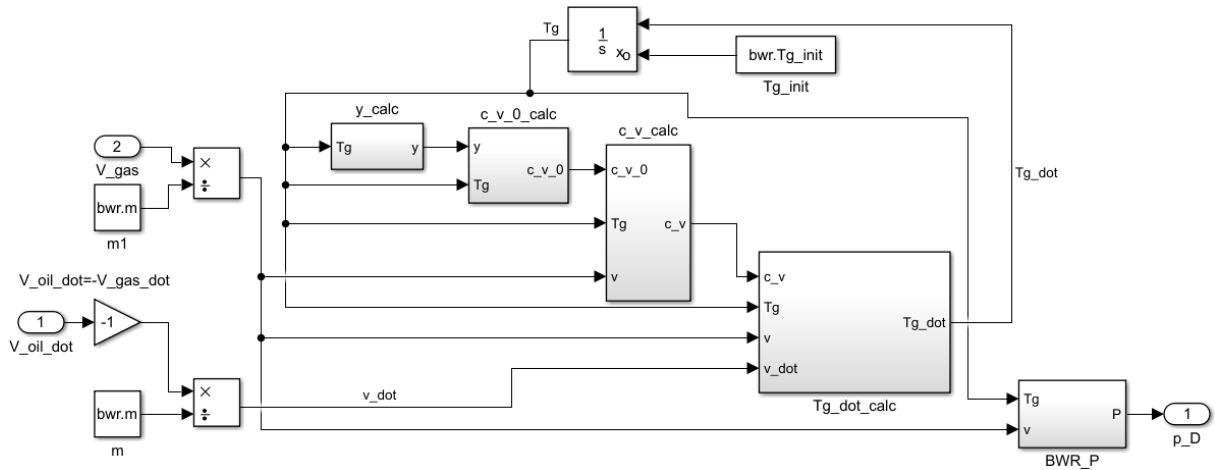 Tg
1
s
xo
bwr.Tg_init
Tg_init
Tg_dot
y_calc
Tg
y
c_v_0_calc
y
Tg
c_v_0
c_v_calc
c_v_0
Tg
v
c_v
2
V_gas
×
÷
bwr.m
m1
V_oil_dot=-V_gas_dot
1
V_oil_dot
-1
×
÷
bwr.m
m
v_dot
c_v
Tg
v
v_dot
Tg_dot
Tg_dot_calc
Tg
v
P
BWR_P
1
p_D